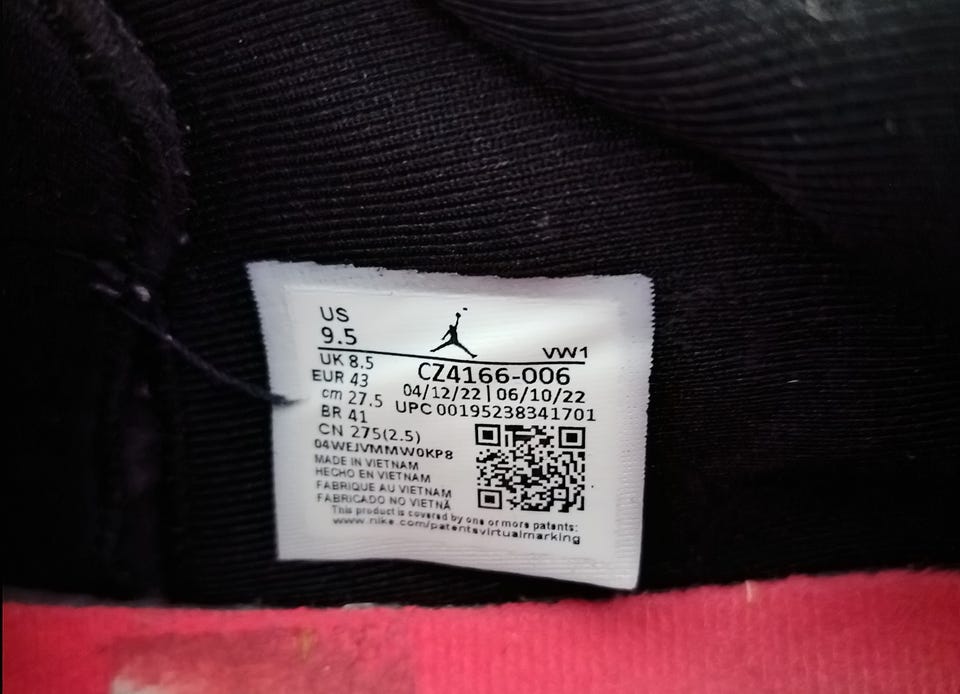 US
9.5
VW1
UK 8.5
EUR 43
cm 27.5
BR 41
CN 275(2.5)
CZ4166-006
04/12/22 | 06/10/22
UPC 00195238341701
04WEJVMMW0KP8
MADE IN VIETNAM
HECHO EN VIETNAM
FABRIQUE AU VIETNAM
FABRICADO NO VIETNÃ
This product is covered by one or more patents:
www.nike.com/patentsvirtualmarking